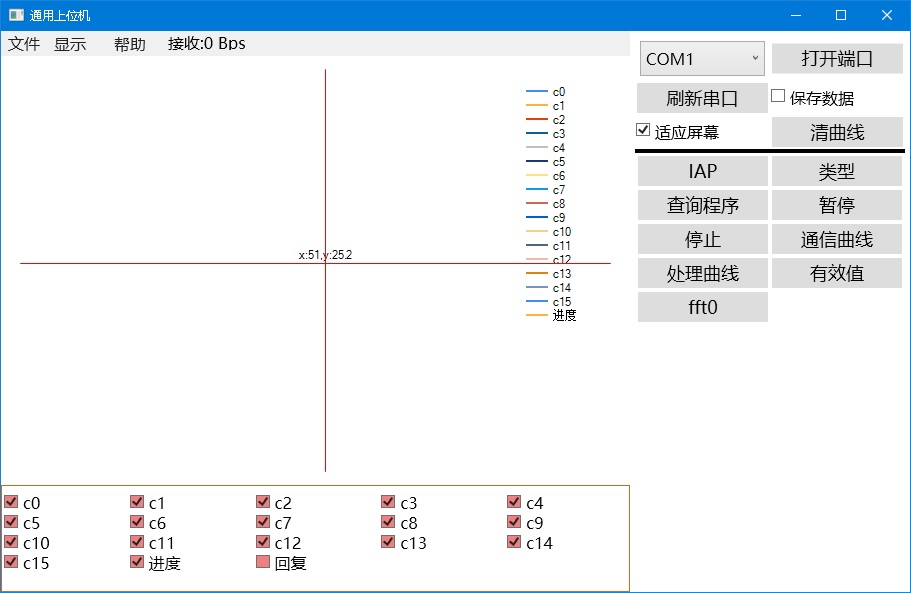 通用上位机
文件 显示 帮助 接收:0 Bps
COM1 打开端口
刷新串口 保存数据
适应屏幕 清曲线
IAP 类型
查询程序 暂停
停止 通信曲线
处理曲线 有效值
fft0
c0
c1
c2
c3
c4
c5
c6
c7
c8
c9
c10
c11
c12
c13
c14
c15
进度
x:51,y:25.2
c0 c1 c2 c3 c4
c5 c6 c7 c8 c9
c10 c11 c12 c13 c14
c15 进度 回复